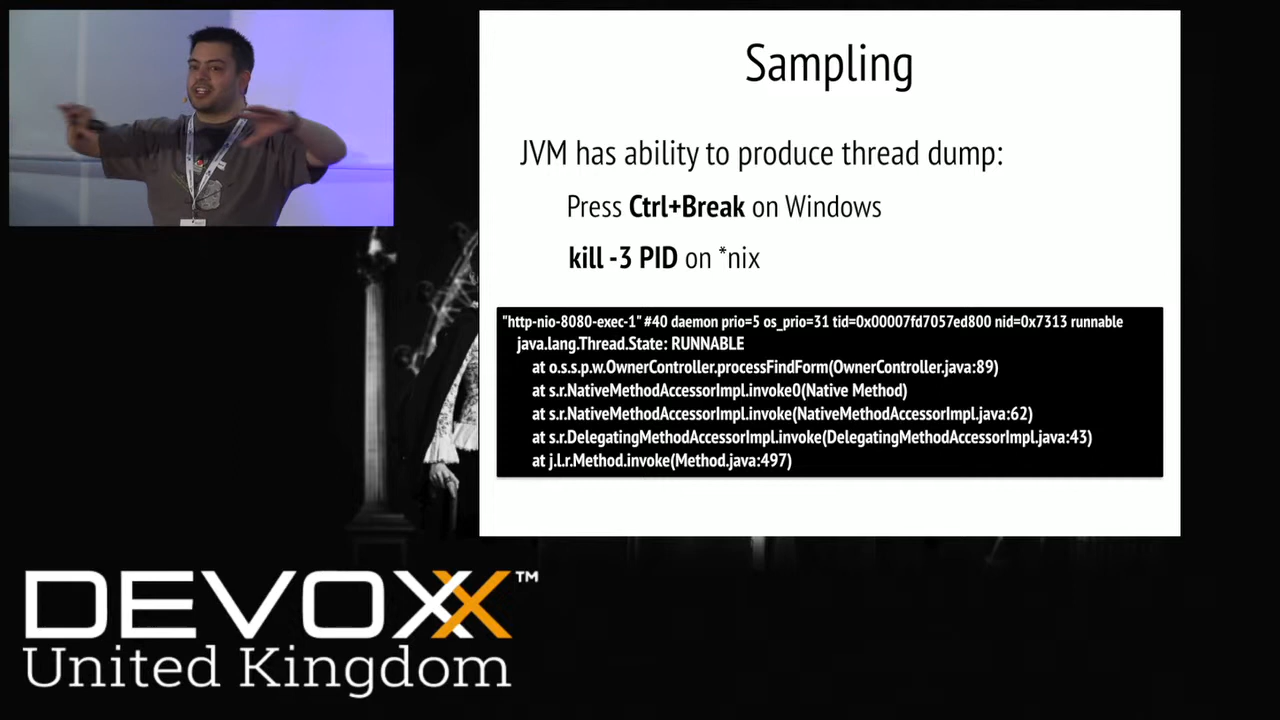 Sampling
JVM has ability to produce thread dump:
Press Ctrl+Break on Windows
kill -3 PID on *nix
"http-nio-8080-exec-1" #40 daemon prio=5 os_prio=31 tid=0x00007fd7057ed800 nid=0x7313 runnable
java.lang.Thread.State: RUNNABLE
at o.s.s.p.w.OwnerController.processFindForm(OwnerController.java:89)
at s.r.NativeMethodAccessorImpl.invoke0(Native Method)
at s.r.NativeMethodAccessorImpl.invoke(NativeMethodAccessorImpl.java:62)
at s.r.DelegatingMethodAccessorImpl.invoke(DelegatingMethodAccessorImpl.java:43)
at j.l.r.Method.invoke(Method.java:497)
DEVOXX™
United Kingdom